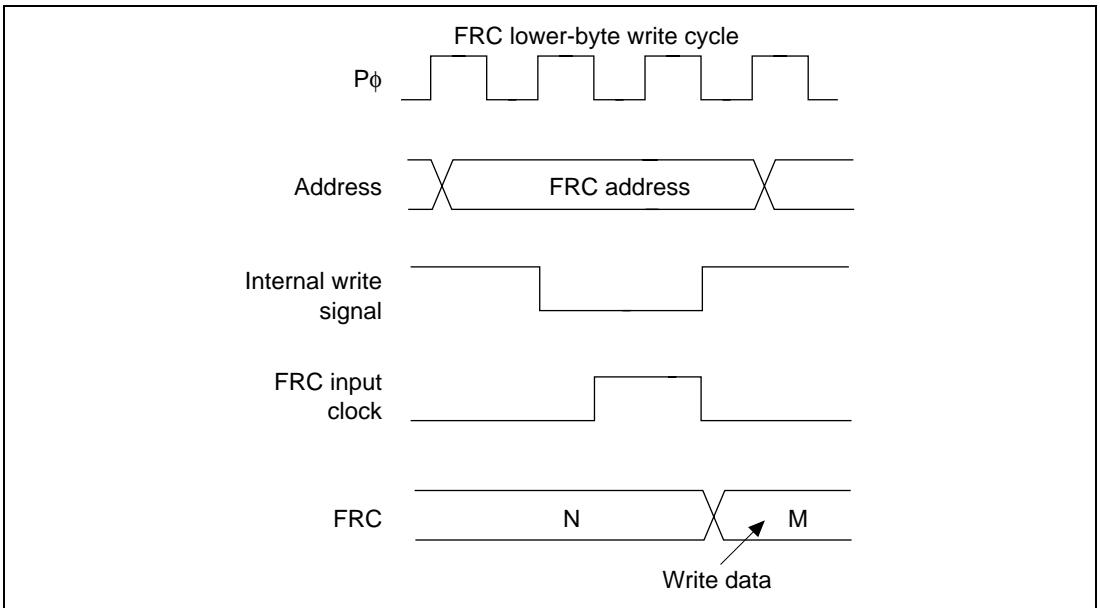 FRC lower-byte write cycle
Pϕ
Address
FRC address
Internal write
signal
FRC input
clock
FRC
N
M
Write data